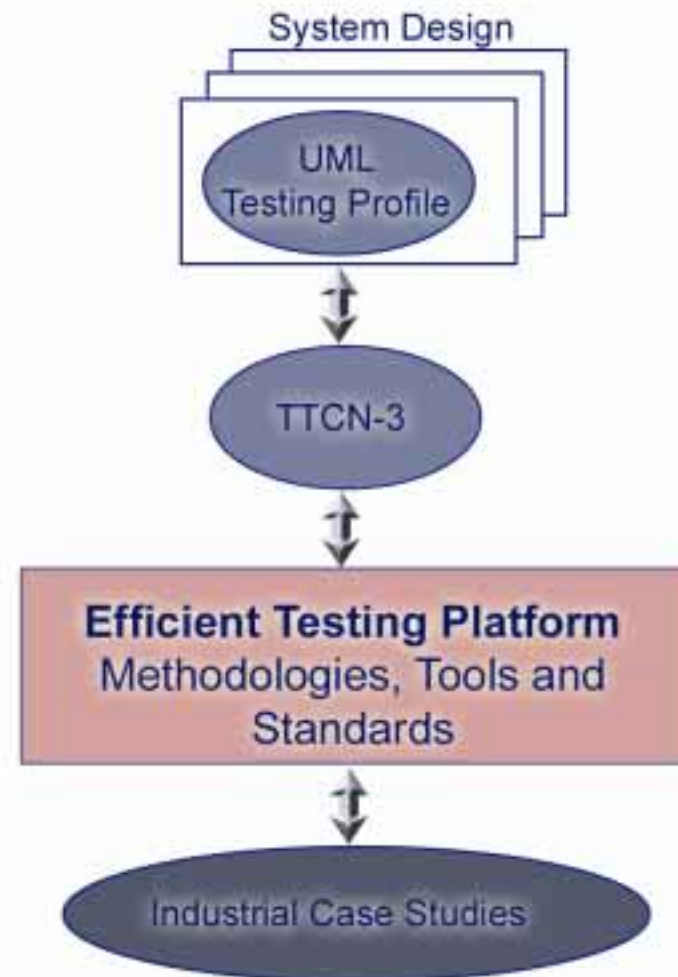 System Design
UML
Testing Profile
TTCN-3
Efficient Testing Platform
Methodologies, Tools and
Standards
Industrial Case Studies